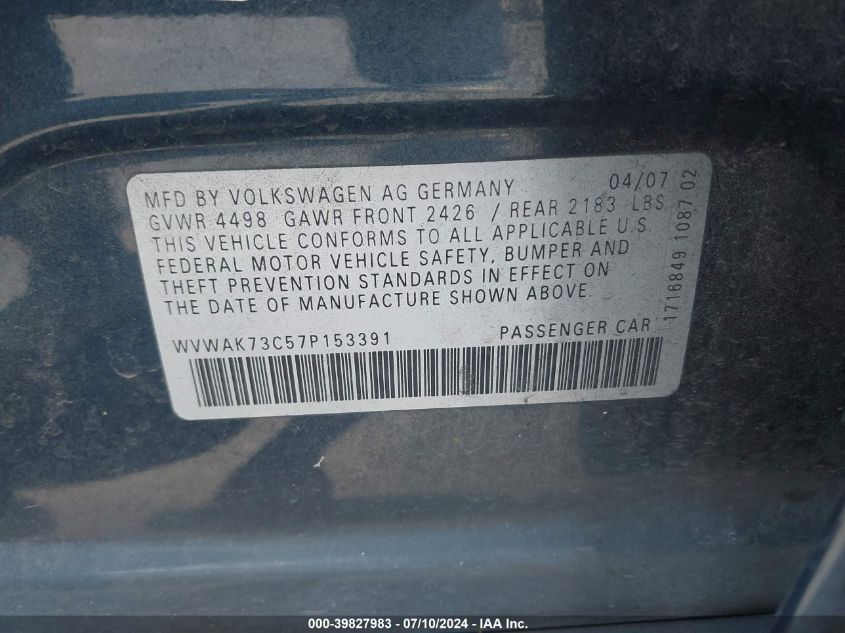 MFD BY VOLKSWAGEN AG GERMANY 04/07
GVWR 4498 GAWR FRONT 2426 / REAR 2183 LBS
THIS VEHICLE CONFORMS TO ALL APPLICABLE U.S.
FEDERAL MOTOR VEHICLE SAFETY, BUMPER AND
THEFT PREVENTION STANDARDS IN EFFECT ON
THE DATE OF MANUFACTURE SHOWN ABOVE.
WVWAK73C57P153391 PASSENGER CAR
1716849 1087 02
000-39827983 / 07/10/2024 - IAA Inc.